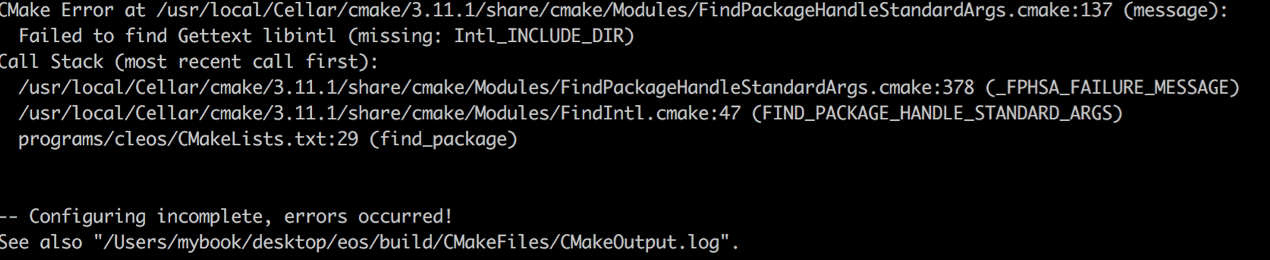 CMake Error at /usr/local/Cellar/cmake/3.11.1/share/cmake/Modules/FindPackageHandleStandardArgs.cmake:137 (message):
Failed to find Gettext libintl (missing: Intl_INCLUDE_DIR)
Call Stack (most recent call first):
/usr/local/Cellar/cmake/3.11.1/share/cmake/Modules/FindPackageHandleStandardArgs.cmake:378 (_FPHSA_FAILURE_MESSAGE)
/usr/local/Cellar/cmake/3.11.1/share/cmake/Modules/FindIntl.cmake:47 (FIND_PACKAGE_HANDLE_STANDARD_ARGS)
programs/cleos/CMakeLists.txt:29 (find_package)
-- Configuring incomplete, errors occurred!
See also "/Users/mybook/desktop/eos/build/CMakeFiles/CMakeOutput.log".